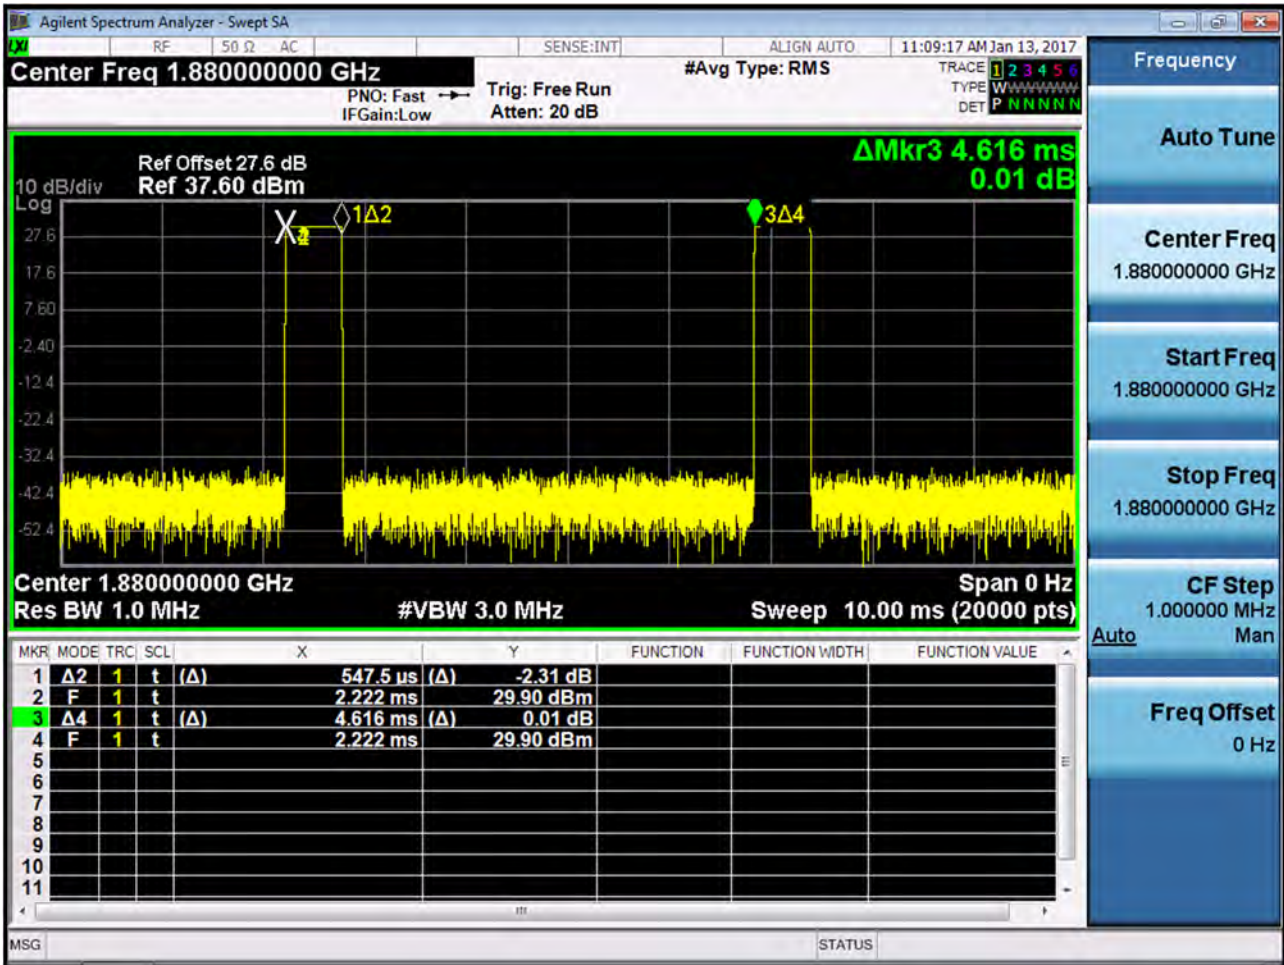 Agilent Spectrum Analyzer - Swept SA
LXI RF 50 Ω AC SENSE:INT ALIGN AUTO 11:09:17 AM Jan 13, 2017
Center Freq 1.880000000 GHz
PNO: Fast
IFGain:Low
Trig: Free Run
Atten: 20 dB
#Avg Type: RMS
TRACE 1 2 3 4 5 6
TYPE W WWWWW
DET P N N N N N
ΔMkr3 4.616 ms
0.01 dB
Ref Offset 27.6 dB
10 dB/div Ref 37.60 dBm
Log
1Δ2
3Δ4
27.6
17.6
7.60
-2.40
-12.4
-22.4
-32.4
-42.4
-52.4
Center 1.880000000 GHz Span 0 Hz
Res BW 1.0 MHz #VBW 3.0 MHz Sweep 10.00 ms (20000 pts)
MKR MODE TRC SCL X Y FUNCTION FUNCTION WIDTH FUNCTION VALUE
1 Δ2 1 t (Δ) 547.5 µs (Δ) -2.31 dB
2 F 1 t 2.222 ms 29.90 dBm
3 Δ4 1 t (Δ) 4.616 ms (Δ) 0.01 dB
4 F 1 t 2.222 ms 29.90 dBm
5
6
7
8
9
10
11
MSG STATUS
Frequency
Auto Tune
Center Freq
1.880000000 GHz
Start Freq
1.880000000 GHz
Stop Freq
1.880000000 GHz
CF Step
1.000000 MHz
Auto Man
Freq Offset
0 Hz